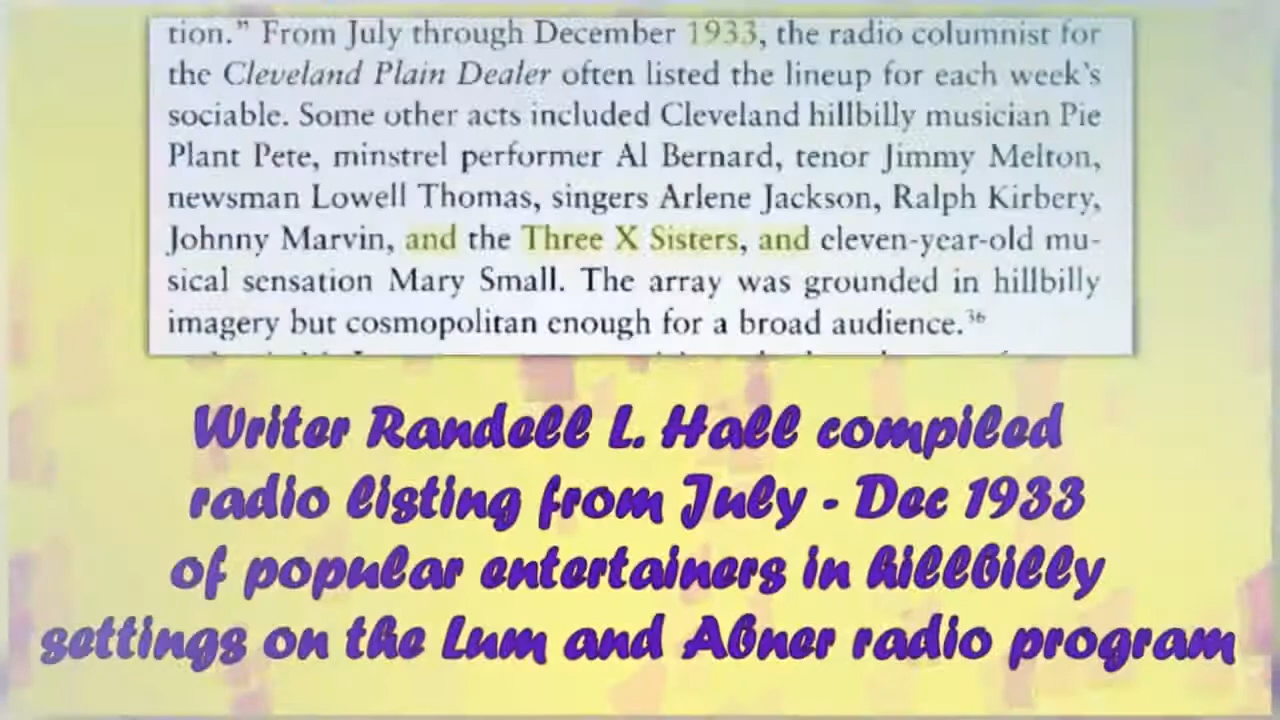 tion.” From July through December 1933, the radio columnist for
the Cleveland Plain Dealer often listed the lineup for each week’s
sociable. Some other acts included Cleveland hillbilly musician Pie
Plant Pete, minstrel performer Al Bernard, tenor Jimmy Melton,
newsman Lowell Thomas, singers Arlene Jackson, Ralph Kirbery,
Johnny Marvin, and the Three X Sisters, and eleven-year-old mu-
sical sensation Mary Small. The array was grounded in hillbilly
imagery but cosmopolitan enough for a broad audience.36
Writer Randell L. Hall compiled
radio listing from July - Dec 1933
of popular entertainers in hillbilly
settings on the Lum and Abner radio program